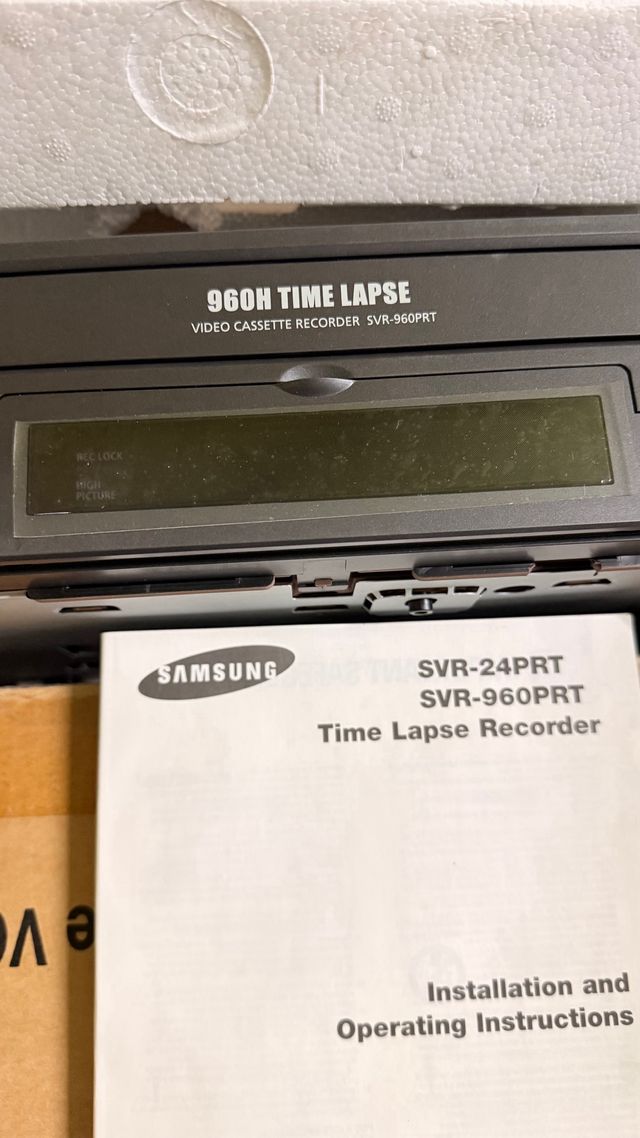 960H TIME LAPSE
VIDEO CASSETTE RECORDER SVR-960PRT
REC LOCK
HIGH
PICTURE
SAMSUNG
SVR-24PRT
SVR-960PRT
Time Lapse Recorder
Installation and
Operating Instructions